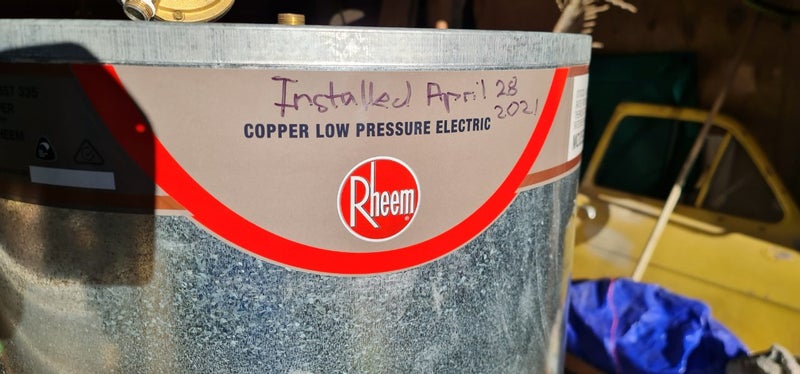 Installed April 28
2021
COPPER LOW PRESSURE ELECTRIC
Rheem